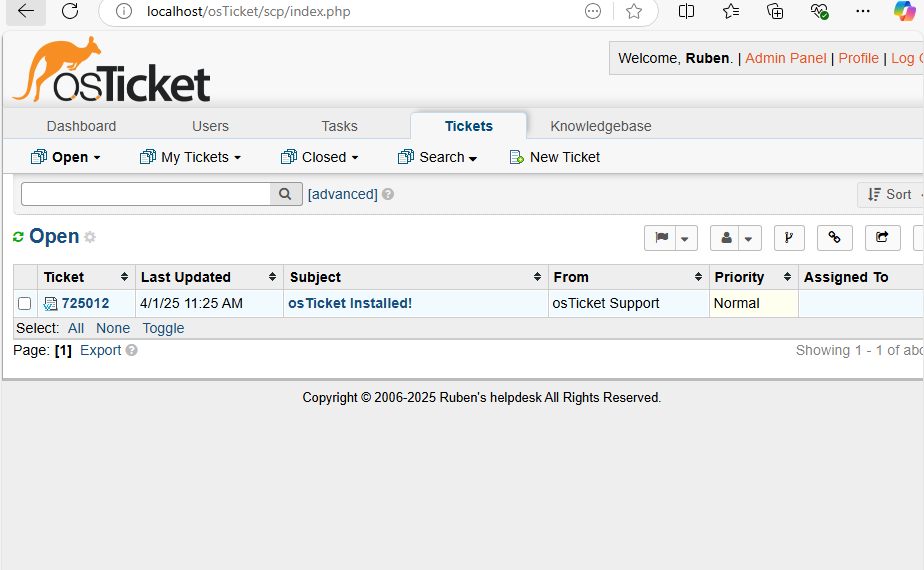 localhost/osTicket/scp/index.php
osTicket
Welcome, Ruben. | Admin Panel | Profile | Log
Dashboard Users Tasks Tickets Knowledgebase
Open My Tickets Closed Search New Ticket
[advanced] Sort
Open
Ticket Last Updated Subject From Priority Assigned To
725012 4/1/25 11:25 AM osTicket Installed! osTicket Support Normal
Select: All None Toggle
Page: [1] Export Showing 1 - 1 of abo
Copyright © 2006-2025 Ruben's helpdesk All Rights Reserved.